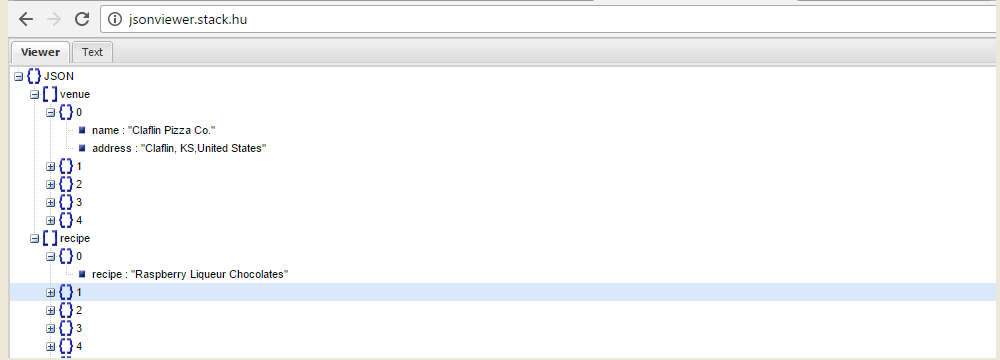 jsonviewer.stack.hu
Viewer Text
JSON
venue
0
name : "Claflin Pizza Co."
address : "Claflin, KS,United States"
1
2
3
4
recipe
0
recipe : "Raspberry Liqueur Chocolates"
1
2
3
4